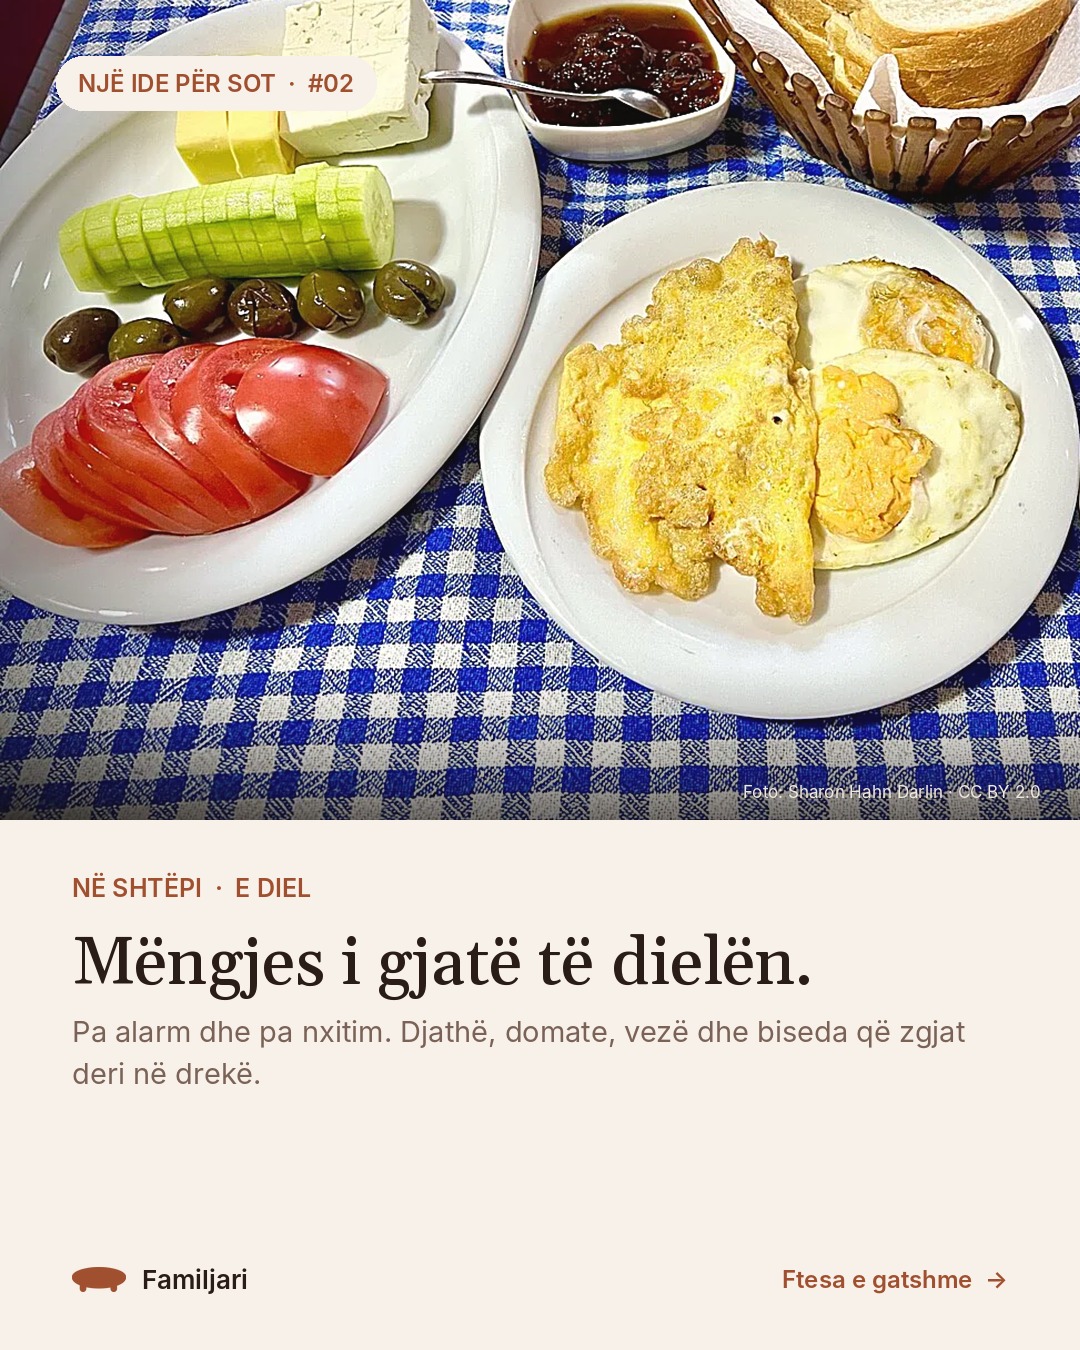 NJË IDE PËR SOT · #02
Foto: Sharon Hahn Darlin · CC BY 2.0
NË SHTËPI · E DIEL
Mëngjes i gjatë të dielën.
Pa alarm dhe pa nxitim. Djathë, domate, vezë dhe biseda që zgjat
deri në drekë.
Familjari
Ftesa e gatshme →